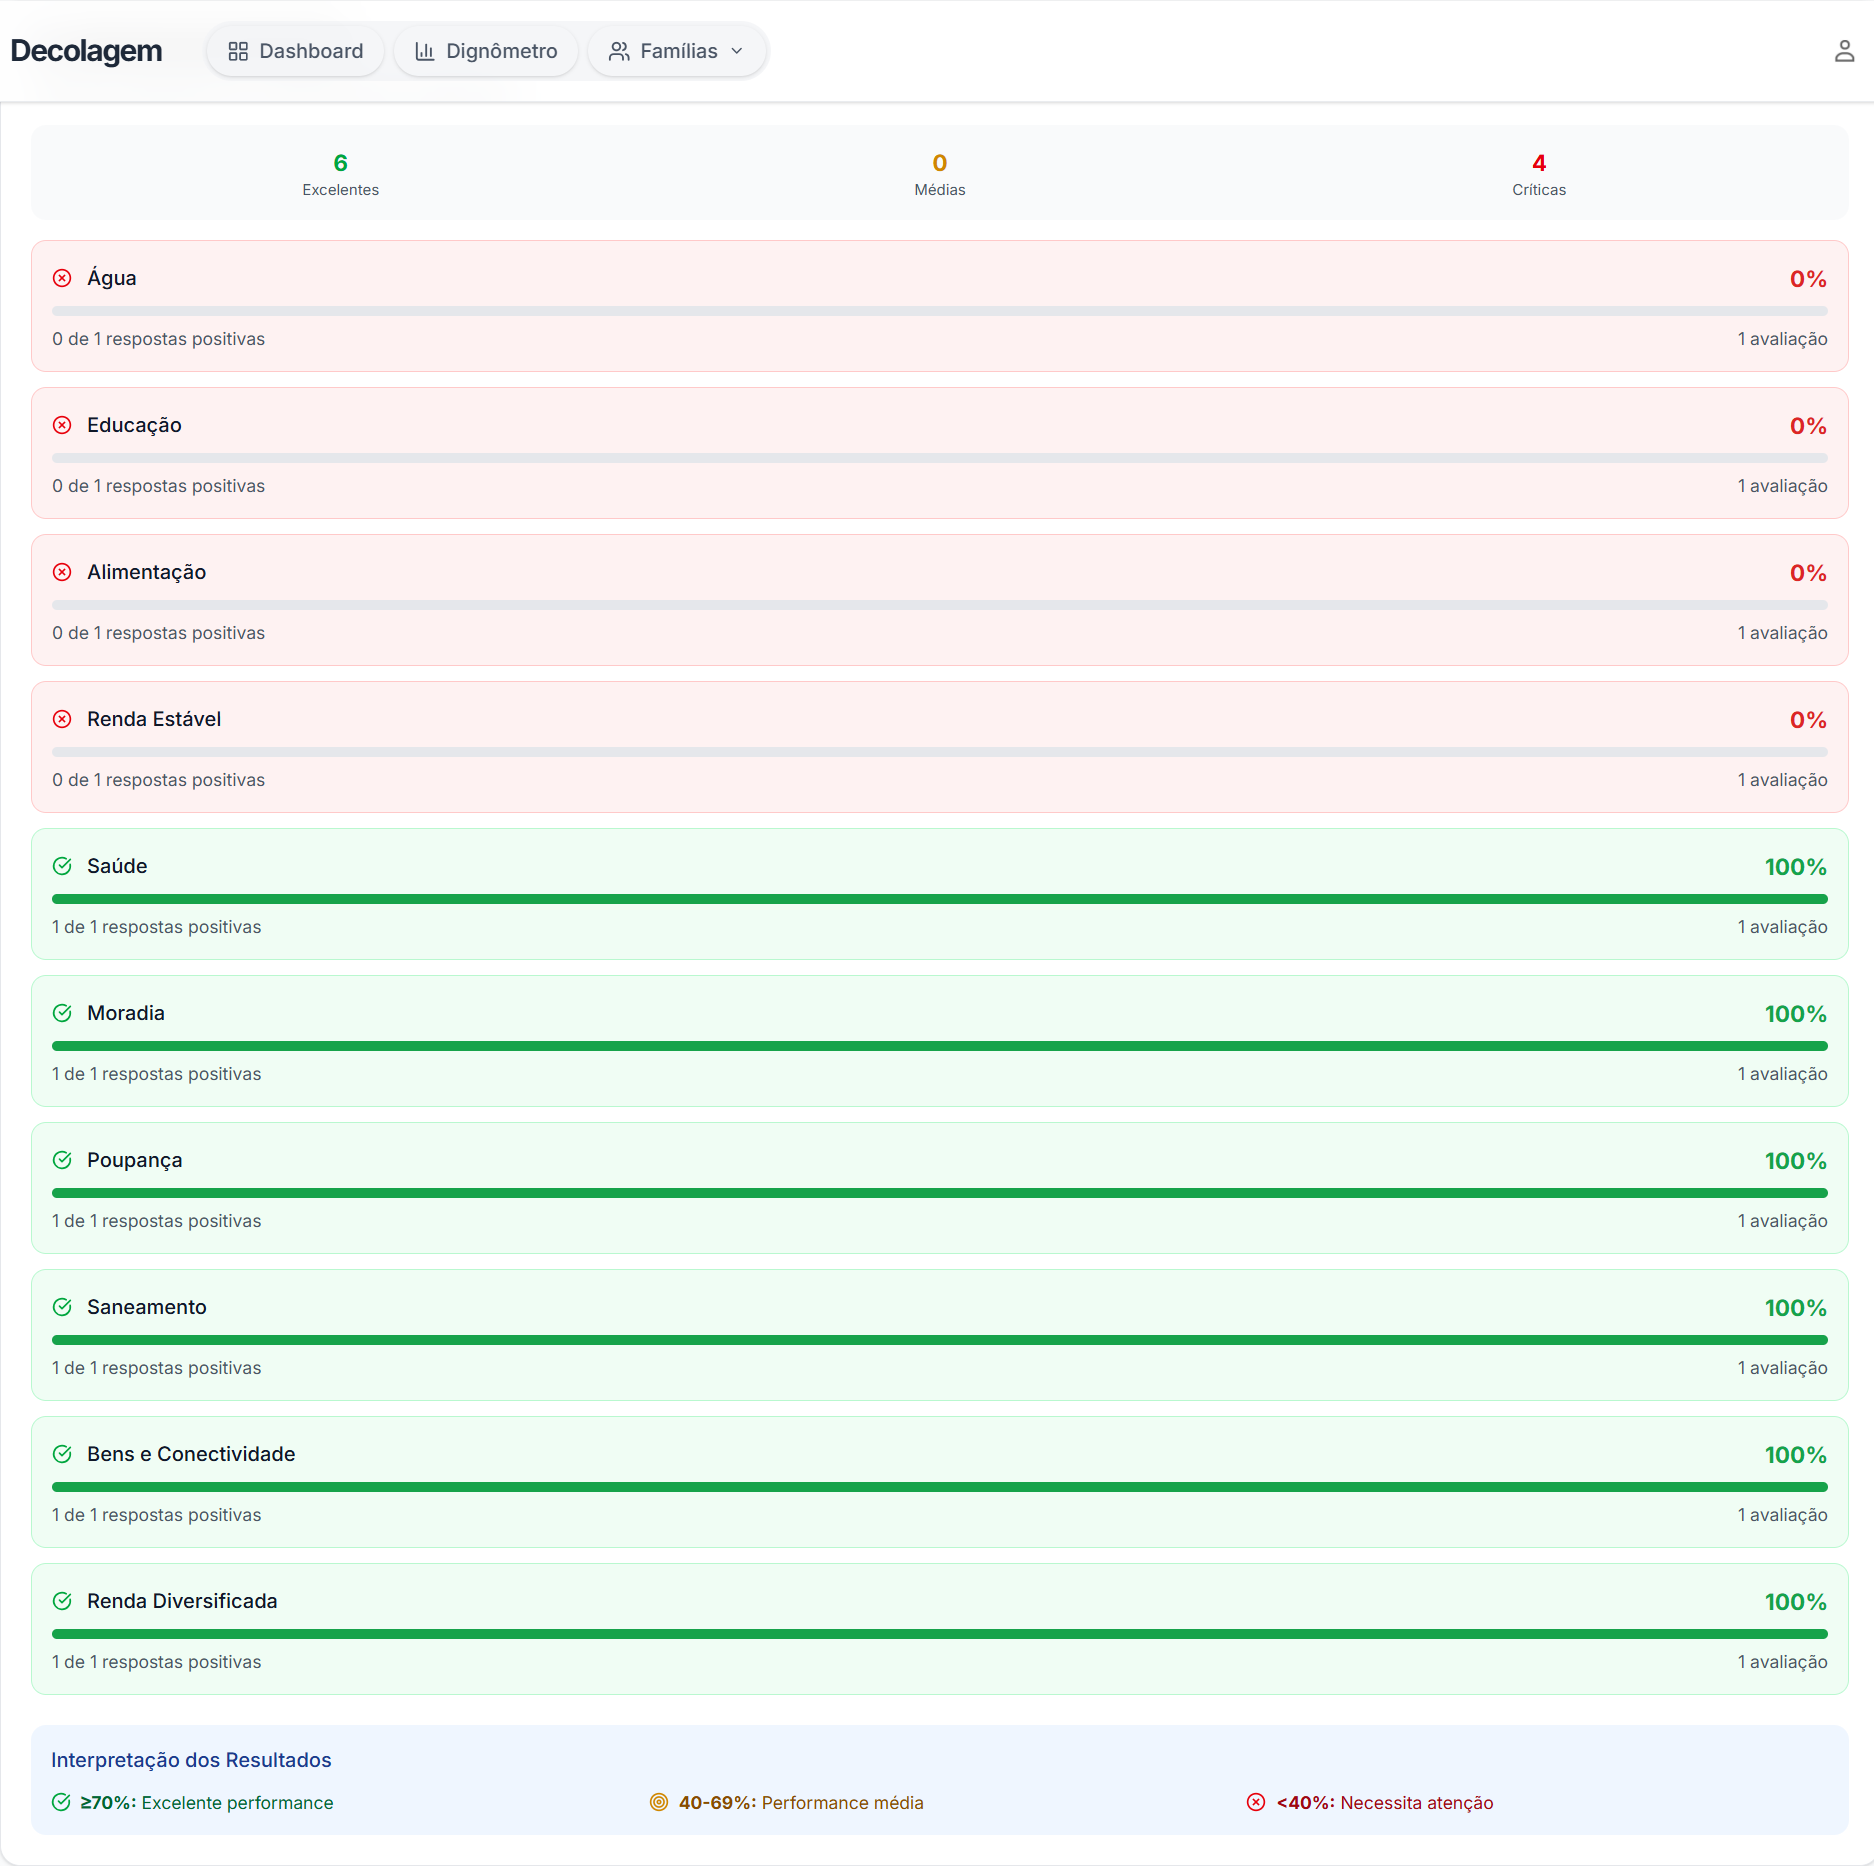 Decolagem
Dashboard
Dignômetro
Famílias
6
Excelentes
0
Médias
4
Críticas
Água
0%
0 de 1 respostas positivas
1 avaliação
Educação
0%
0 de 1 respostas positivas
1 avaliação
Alimentação
0%
0 de 1 respostas positivas
1 avaliação
Renda Estável
0%
0 de 1 respostas positivas
1 avaliação
Saúde
100%
1 de 1 respostas positivas
1 avaliação
Moradia
100%
1 de 1 respostas positivas
1 avaliação
Poupança
100%
1 de 1 respostas positivas
1 avaliação
Saneamento
100%
1 de 1 respostas positivas
1 avaliação
Bens e Conectividade
100%
1 de 1 respostas positivas
1 avaliação
Renda Diversificada
100%
1 de 1 respostas positivas
1 avaliação
Interpretação dos Resultados
≥70%: Excelente performance
40-69%: Performance média
<40%: Necessita atenção